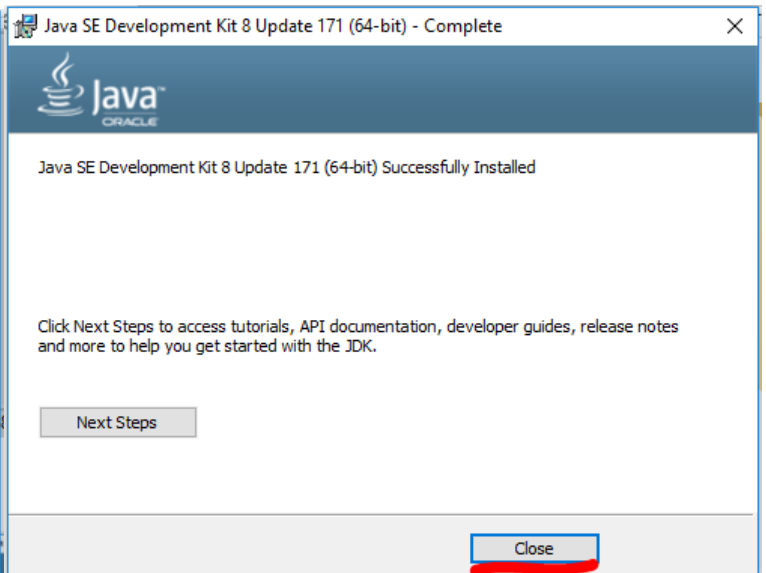 Java SE Development Kit 8 Update 171 (64-bit) - Complete
Java
ORACLE
Java SE Development Kit 8 Update 171 (64-bit) Successfully Installed
Click Next Steps to access tutorials, API documentation, developer guides, release notes
and more to help you get started with the JDK.
Next Steps
Close